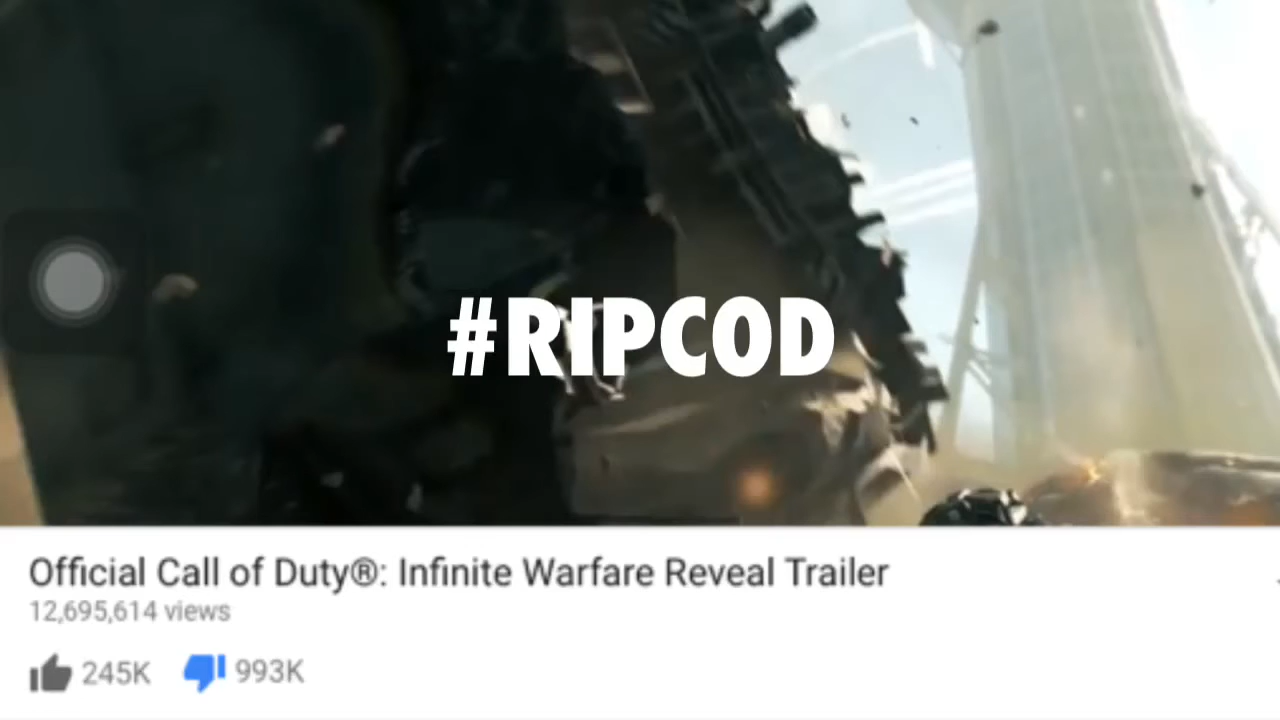 #RIPCOD
Official Call of Duty®: Infinite Warfare Reveal Trailer
12,695,614 views
245K 993K